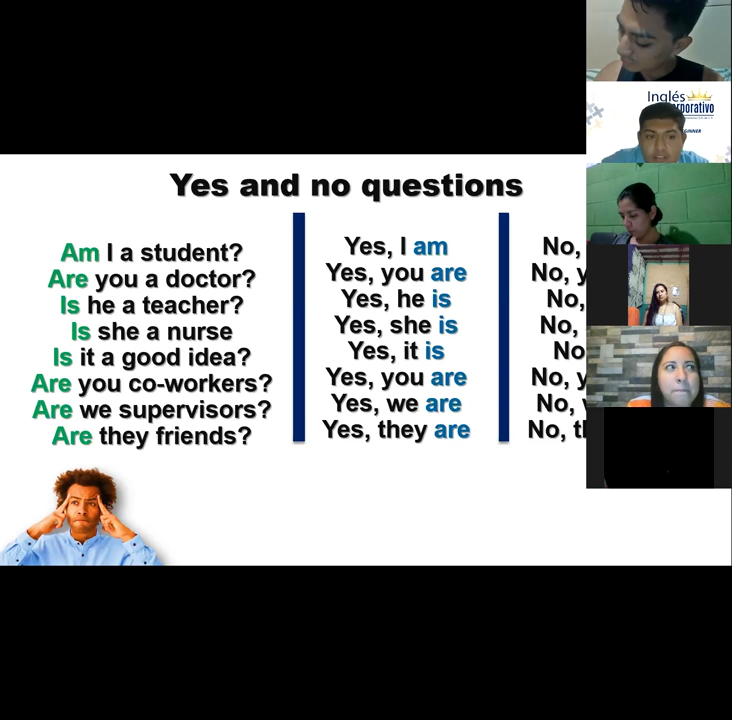 Inglés
Yes and no questions
Am I a student?
Are you a doctor?
Is he a teacher?
Is she a nurse
Is it a good idea?
Are you co-workers?
Are we supervisors?
Are they friends?
Yes, I am
Yes, you are
Yes, he is
Yes, she is
Yes, it is
Yes, you are
Yes, we are
Yes, they are
No,
No,
No,
No,
No
No,
No,
No,